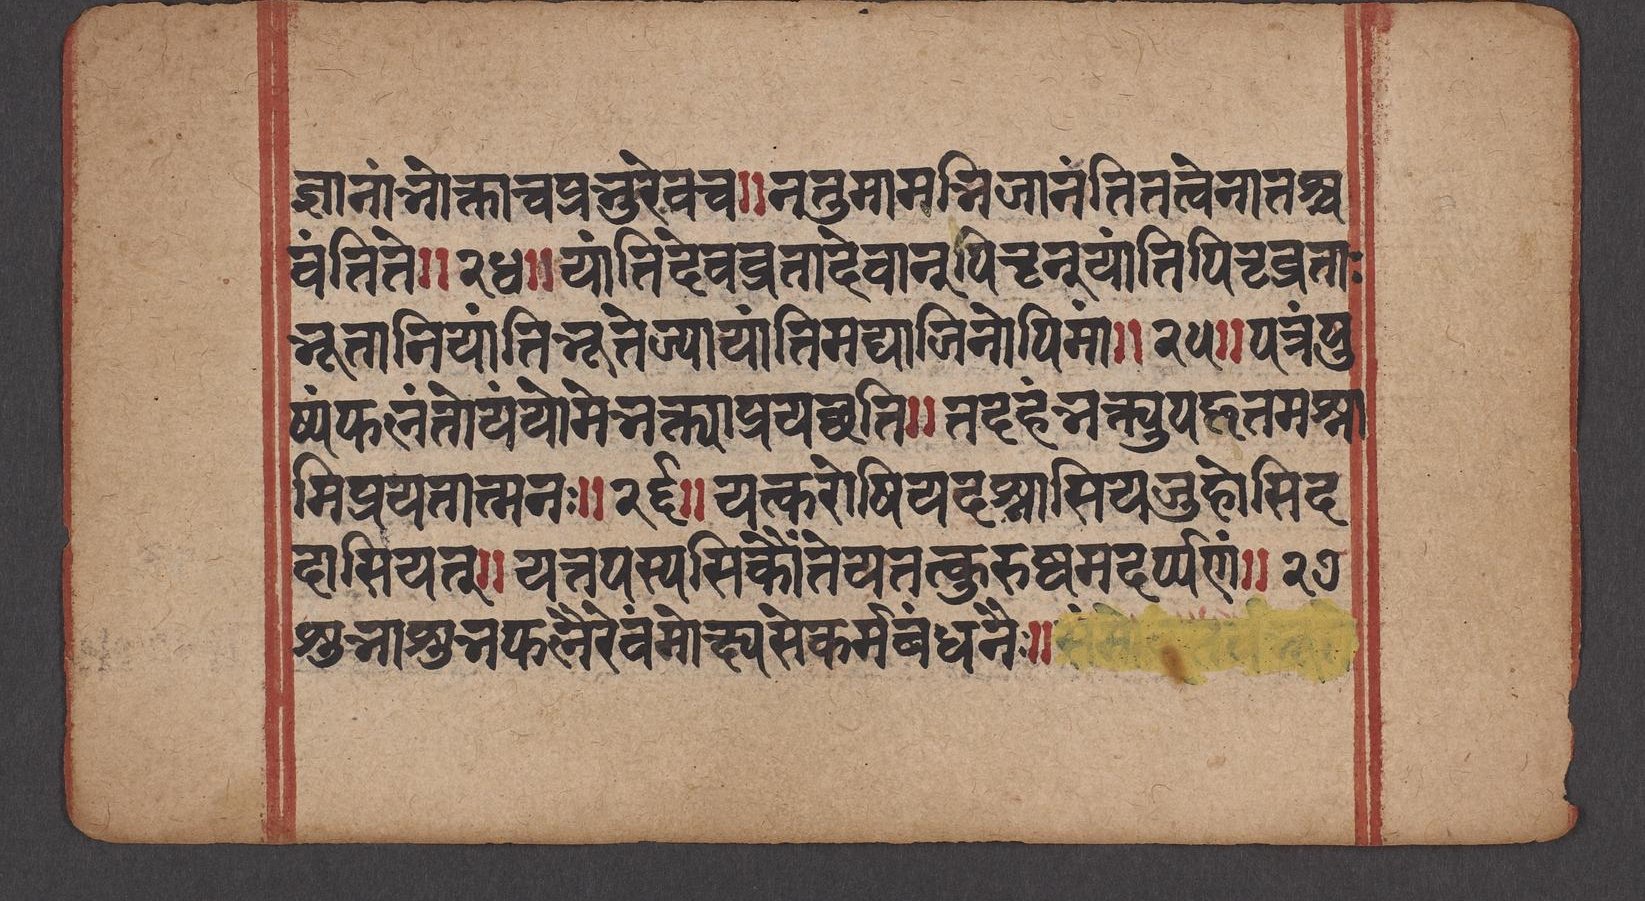 ज्ञानांभोक्ताचप्रभुरेवच॥नतुमामभिजानंतितत्वेनातश्च्य
वंतिते॥२४॥यांतिदेवव्रतादेवान्पितॄन्यांतिपितृव्रताः
भूतानियांतिभूतेज्यायांतिमद्याजिनोपिमां॥२५॥पत्रंपु
ष्पंफलंतोयंयोमेभक्त्याप्रयछति॥तदहंभक्त्युपहृतमश्ना
मिप्रयतात्मनः॥२६॥यत्करोषियदश्नासियजुहोसिद
दासियत्॥यत्तपस्यसिकौंतेयतत्कुरुष्वमदर्प्पणं॥२७
शुभाशुभफलैरेवंमोक्ष्यसेकर्मबंधनैः॥